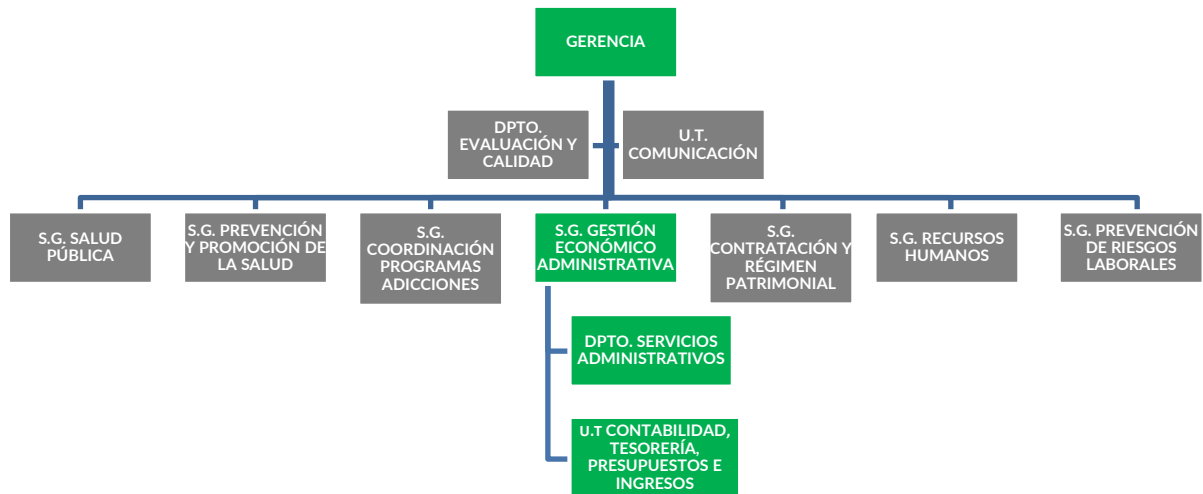 GERENCIA
DPTO.
EVALUACIÓN Y
CALIDAD
U.T.
COMUNICACIÓN
S.G. SALUD
PÚBLICA
S.G. PREVENCIÓN
Y PROMOCIÓN DE
LA SALUD
S.G.
COORDINACIÓN
PROGRAMAS
ADICCIONES
S.G. GESTIÓN
ECONÓMICO
ADMINISTRATIVA
S.G.
CONTRATACIÓN Y
RÉGIMEN
PATRIMONIAL
S.G. RECURSOS
HUMANOS
S.G. PREVENCIÓN
DE RIESGOS
LABORALES
DPTO. SERVICIOS
ADMINISTRATIVOS
U.T CONTABILIDAD,
TESORERÍA,
PRESUPUESTOS E
INGRESOS